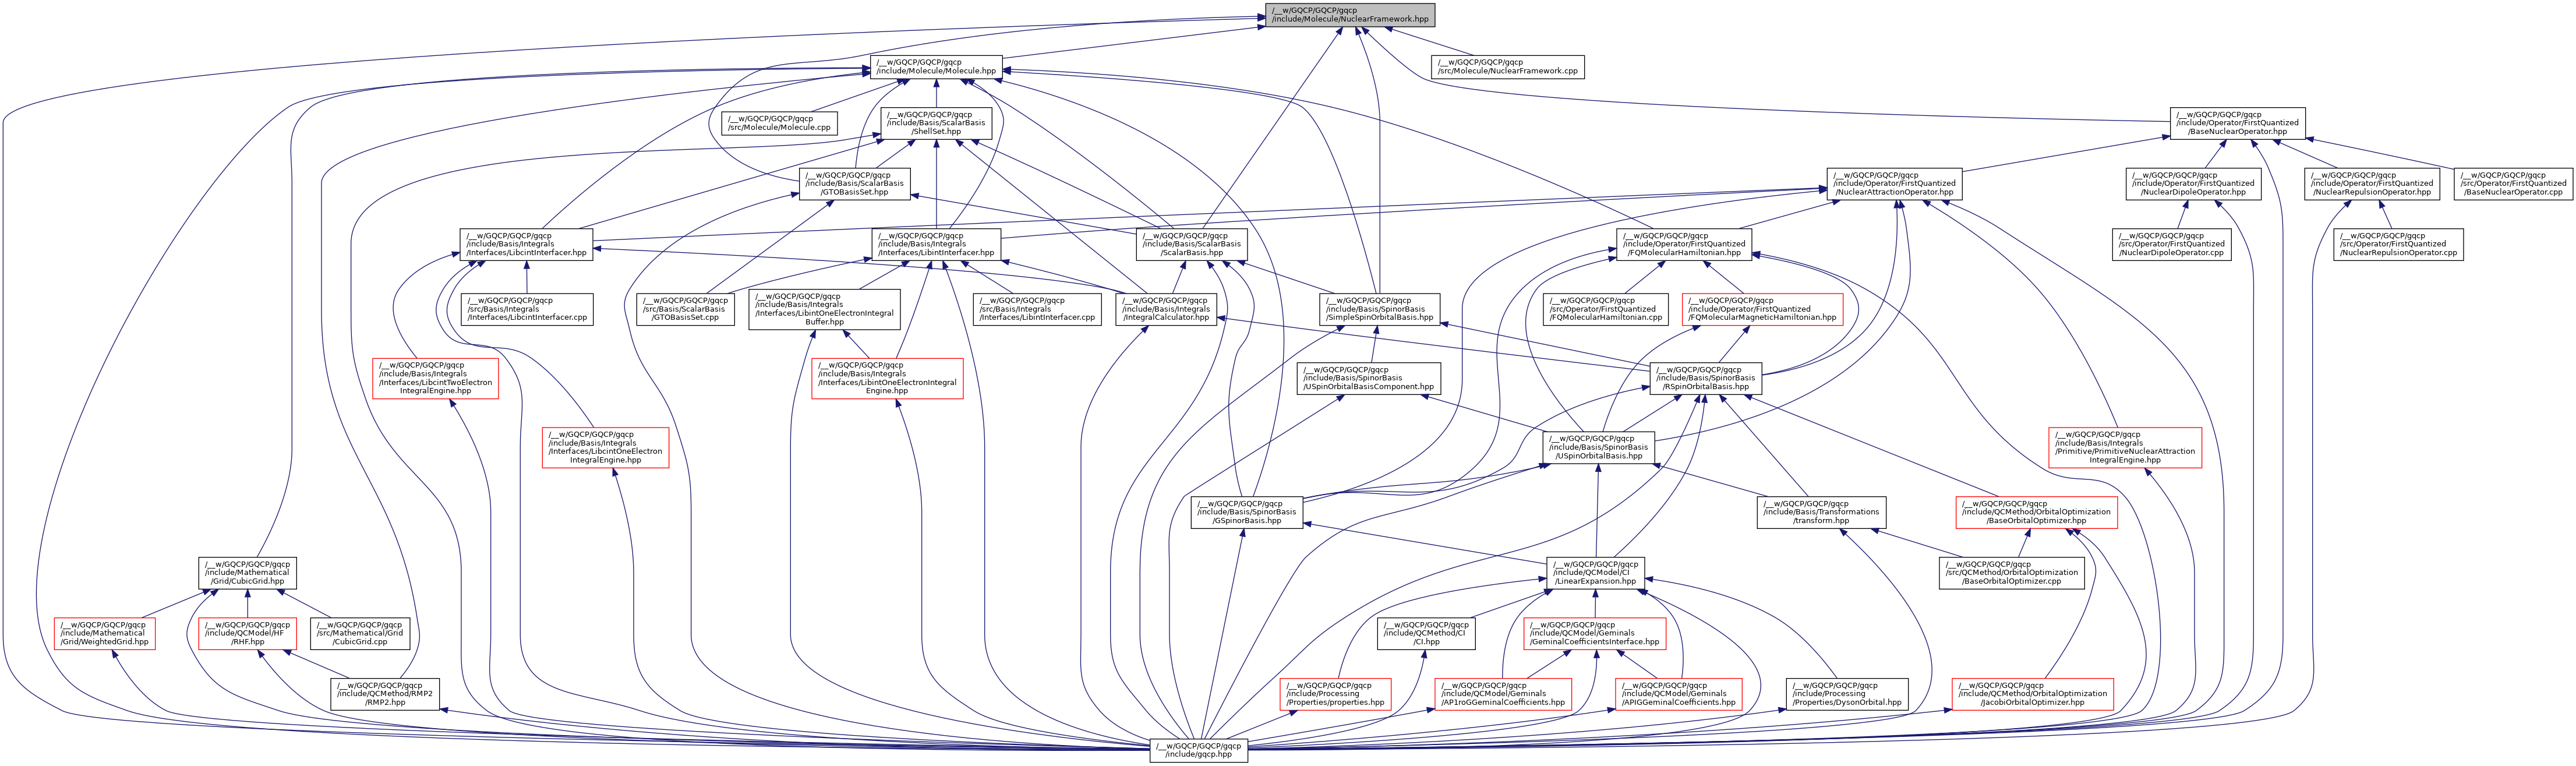 /__w/GQCP/GQCP/gqcp
/include/Molecule/NuclearFramework.hpp
/__w/GQCP/GQCP/gqcp
/include/Molecule/Molecule.hpp
/__w/GQCP/GQCP/gqcp
/src/Molecule/NuclearFramework.cpp
/__w/GQCP/GQCP/gqcp
/src/Molecule/Molecule.cpp
/__w/GQCP/GQCP/gqcp
/include/Basis/ScalarBasis
/ShellSet.hpp
/__w/GQCP/GQCP/gqcp
/include/Operator/FirstQuantized
/BaseNuclearOperator.hpp
/__w/GQCP/GQCP/gqcp
/include/Basis/ScalarBasis
/GTOBasisSet.hpp
/__w/GQCP/GQCP/gqcp
/include/Operator/FirstQuantized
/NuclearAttractionOperator.hpp
/__w/GQCP/GQCP/gqcp
/include/Operator/FirstQuantized
/NuclearDipoleOperator.hpp
/__w/GQCP/GQCP/gqcp
/include/Operator/FirstQuantized
/NuclearRepulsionOperator.hpp
/__w/GQCP/GQCP/gqcp
/src/Operator/FirstQuantized
/BaseNuclearOperator.cpp
/__w/GQCP/GQCP/gqcp
/include/Basis/Integrals
/Interfaces/LibcintInterfacer.hpp
/__w/GQCP/GQCP/gqcp
/include/Basis/Integrals
/Interfaces/LibintInterfacer.hpp
/__w/GQCP/GQCP/gqcp
/include/Basis/ScalarBasis
/ScalarBasis.hpp
/__w/GQCP/GQCP/gqcp
/include/Operator/FirstQuantized
/FQMolecularHamiltonian.hpp
/__w/GQCP/GQCP/gqcp
/src/Operator/FirstQuantized
/NuclearDipoleOperator.cpp
/__w/GQCP/GQCP/gqcp
/src/Operator/FirstQuantized
/NuclearRepulsionOperator.cpp
/__w/GQCP/GQCP/gqcp
/src/Basis/Integrals
/Interfaces/LibcintInterfacer.cpp
/__w/GQCP/GQCP/gqcp
/src/Basis/ScalarBasis
/GTOBasisSet.cpp
/__w/GQCP/GQCP/gqcp
/include/Basis/Integrals
/Interfaces/LibintOneElectronIntegral
Buffer.hpp
/__w/GQCP/GQCP/gqcp
/src/Basis/Integrals
/Interfaces/LibintInterfacer.cpp
/__w/GQCP/GQCP/gqcp
/include/Basis/Integrals
/IntegralCalculator.hpp
/__w/GQCP/GQCP/gqcp
/include/Basis/SpinorBasis
/SimpleSpinOrbitalBasis.hpp
/__w/GQCP/GQCP/gqcp
/src/Operator/FirstQuantized
/FQMolecularHamiltonian.cpp
/__w/GQCP/GQCP/gqcp
/include/Operator/FirstQuantized
/FQMolecularMagneticHamiltonian.hpp
/__w/GQCP/GQCP/gqcp
/include/Basis/Integrals
/Interfaces/LibcintTwoElectron
IntegralEngine.hpp
/__w/GQCP/GQCP/gqcp
/include/Basis/Integrals
/Interfaces/LibintOneElectronIntegral
Engine.hpp
/__w/GQCP/GQCP/gqcp
/include/Basis/SpinorBasis
/USpinOrbitalBasisComponent.hpp
/__w/GQCP/GQCP/gqcp
/include/Basis/SpinorBasis
/RSpinOrbitalBasis.hpp
/__w/GQCP/GQCP/gqcp
/include/Basis/Integrals
/Interfaces/LibcintOneElectron
IntegralEngine.hpp
/__w/GQCP/GQCP/gqcp
/include/Basis/SpinorBasis
/USpinOrbitalBasis.hpp
/__w/GQCP/GQCP/gqcp
/include/Basis/Integrals
/Primitive/PrimitiveNuclearAttraction
IntegralEngine.hpp
/__w/GQCP/GQCP/gqcp
/include/Basis/SpinorBasis
/GSpinorBasis.hpp
/__w/GQCP/GQCP/gqcp
/include/Basis/Transformations
/transform.hpp
/__w/GQCP/GQCP/gqcp
/include/QCMethod/OrbitalOptimization
/BaseOrbitalOptimizer.hpp
/__w/GQCP/GQCP/gqcp
/include/Mathematical
/Grid/CubicGrid.hpp
/__w/GQCP/GQCP/gqcp
/include/QCModel/CI
/LinearExpansion.hpp
/__w/GQCP/GQCP/gqcp
/src/QCMethod/OrbitalOptimization
/BaseOrbitalOptimizer.cpp
/__w/GQCP/GQCP/gqcp
/include/Mathematical
/Grid/WeightedGrid.hpp
/__w/GQCP/GQCP/gqcp
/include/QCModel/HF
/RHF.hpp
/__w/GQCP/GQCP/gqcp
/src/Mathematical/Grid
/CubicGrid.cpp
/__w/GQCP/GQCP/gqcp
/include/QCMethod/CI
/CI.hpp
/__w/GQCP/GQCP/gqcp
/include/QCModel/Geminals
/GeminalCoefficientsInterface.hpp
/__w/GQCP/GQCP/gqcp
/include/QCMethod/RMP2
/RMP2.hpp
/__w/GQCP/GQCP/gqcp
/include/Processing
/Properties/properties.hpp
/__w/GQCP/GQCP/gqcp
/include/QCModel/Geminals
/AP1roGGeminalCoefficients.hpp
/__w/GQCP/GQCP/gqcp
/include/QCModel/Geminals
/APIGGeminalCoefficients.hpp
/__w/GQCP/GQCP/gqcp
/include/Processing
/Properties/DysonOrbital.hpp
/__w/GQCP/GQCP/gqcp
/include/QCMethod/OrbitalOptimization
/JacobiOrbitalOptimizer.hpp
/__w/GQCP/GQCP/gqcp
/include/gqcp.hpp